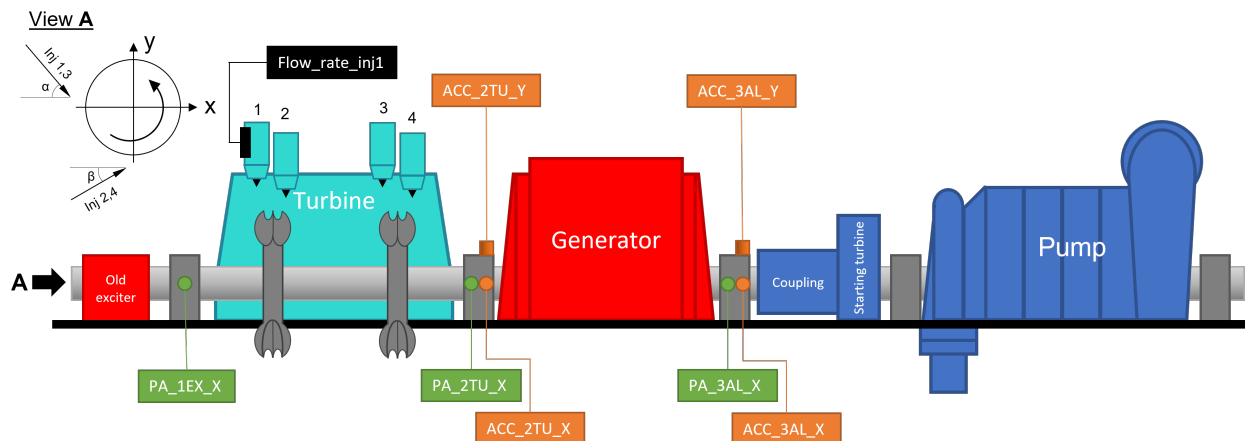 View A
Inj 1,3
α
y
x
β
Inj 2,4
Flow_rate_inj1
1
2
3
4
ACC_2TU_Y
ACC_3AL_Y
Turbine
Generator
Pump
Old
exciter
Coupling
Starting turbine
A
PA_1EX_X
PA_2TU_X
PA_3AL_X
ACC_2TU_X
ACC_3AL_X